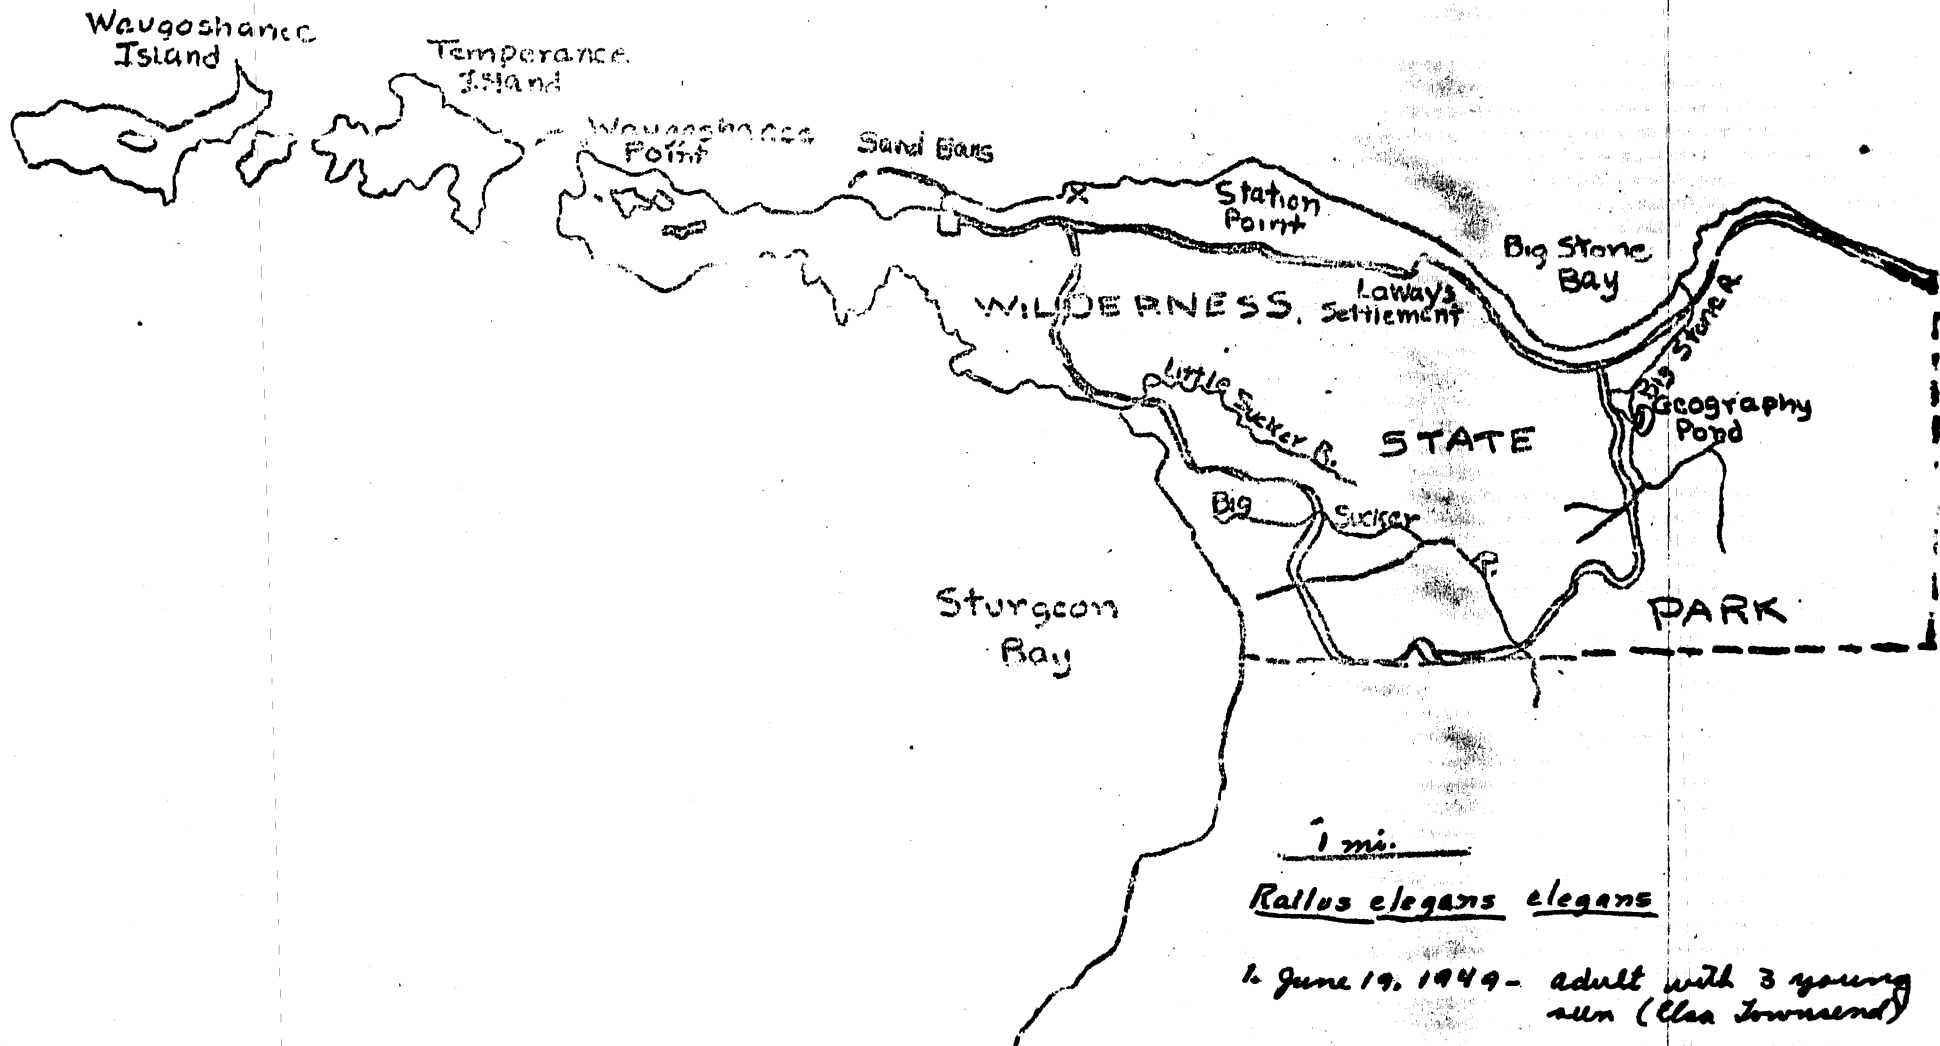 Waugoshance
Island
Temperance
Island
Waugoshance
Point
Sand Bars
Station
Point
Big Stone
Bay
WILDERNESS
Laway's
Settlement
Big Stone R
Little Sucker R.
Geography
Pond
STATE
Big Sucker R.
PARK
Sturgeon
Bay
1 mi.
Rallus elegans elegans
1. June 19, 1949 - adult with 3 young
seen (Elsa Townsend)